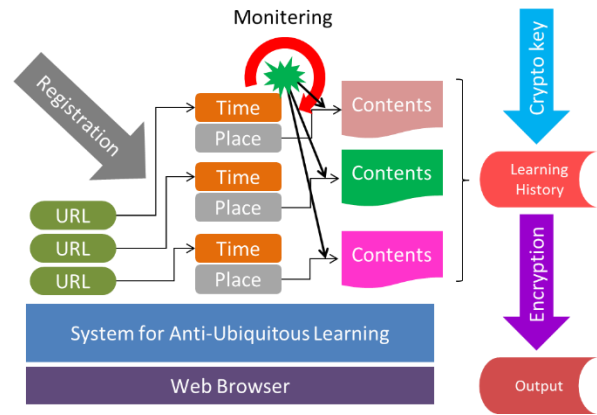 Monitering
Registration
Time
Place
Contents
Crypto key
Time
Place
Contents
Learning
History
URL
URL
URL
Time
Place
Contents
Encryption
System for Anti-Ubiquitous Learning
Web Browser
Output